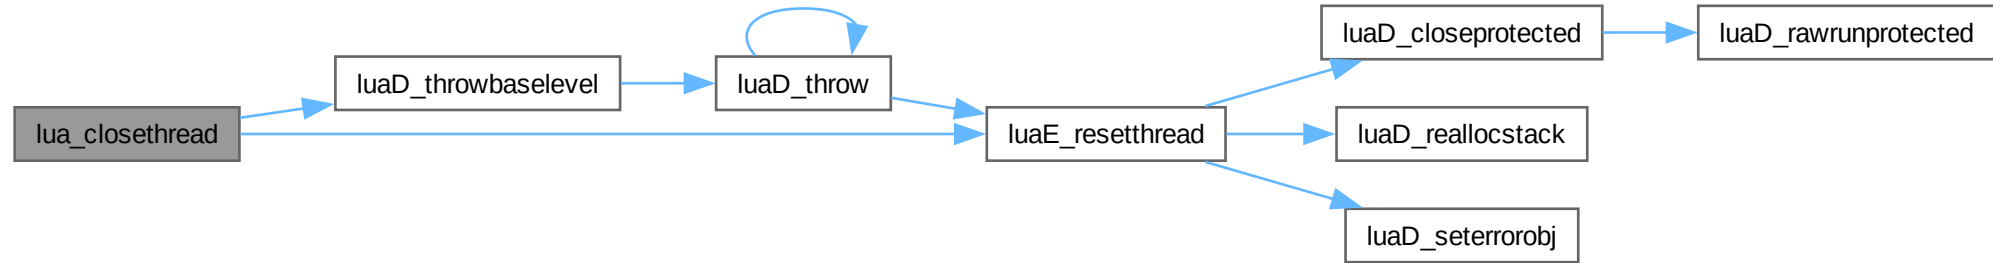 lua_closethread
luaD_throwbaselevel
luaD_throw
luaE_resetthread
luaD_closeprotected
luaD_rawrunprotected
luaD_reallocstack
luaD_seterrorobj